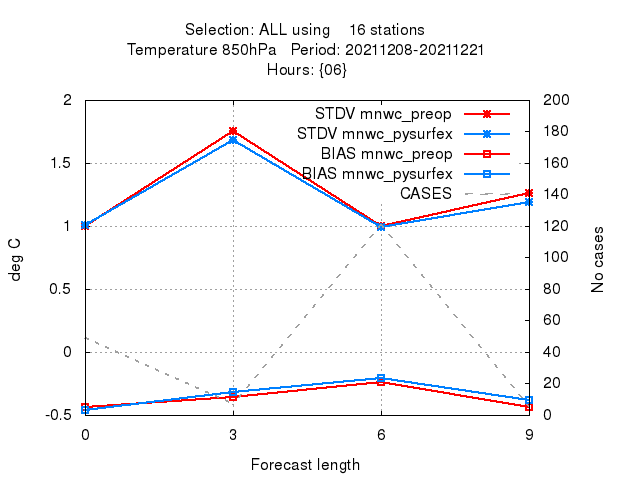 Selection: ALL using 16 stations
Temperature 850hPa Period: 20211208-20211221
Hours: {06}
STDV mnwc_preop
STDV mnwc_pysurfex
BIAS mnwc_preop
BIAS mnwc_pysurfex
CASES
2
1.5
1
0.5
0
-0.5
200
180
160
140
120
100
80
60
40
20
0
0 3 6 9
deg C
No cases
Forecast length